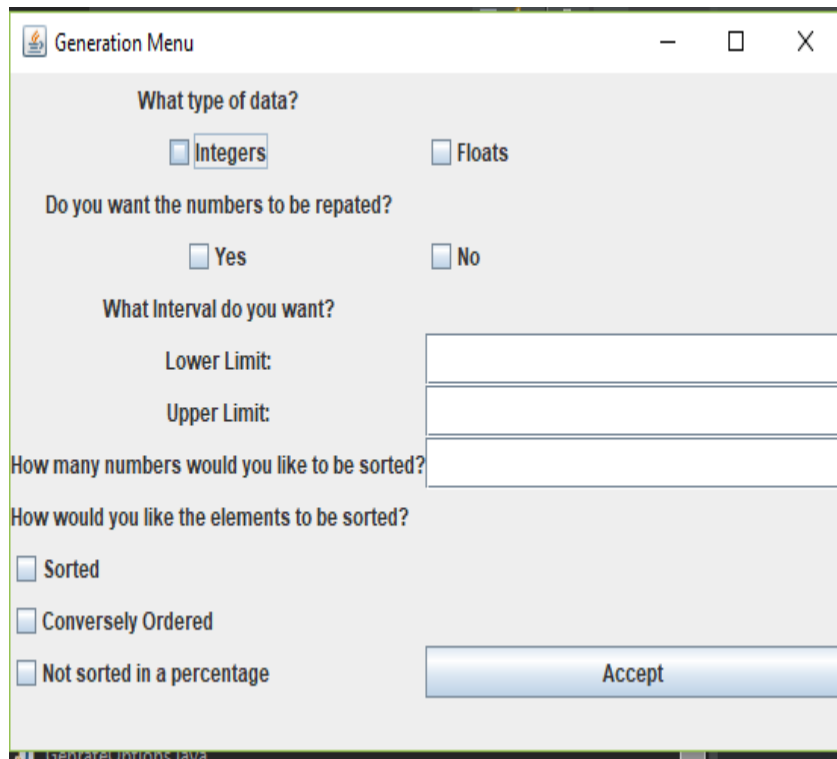 Generation Menu
What type of data?
Integers Floats
Do you want the numbers to be repated?
Yes No
What Interval do you want?
Lower Limit:
Upper Limit:
How many numbers would you like to be sorted?
How would you like the elements to be sorted?
Sorted
Conversely Ordered
Not sorted in a percentage Accept